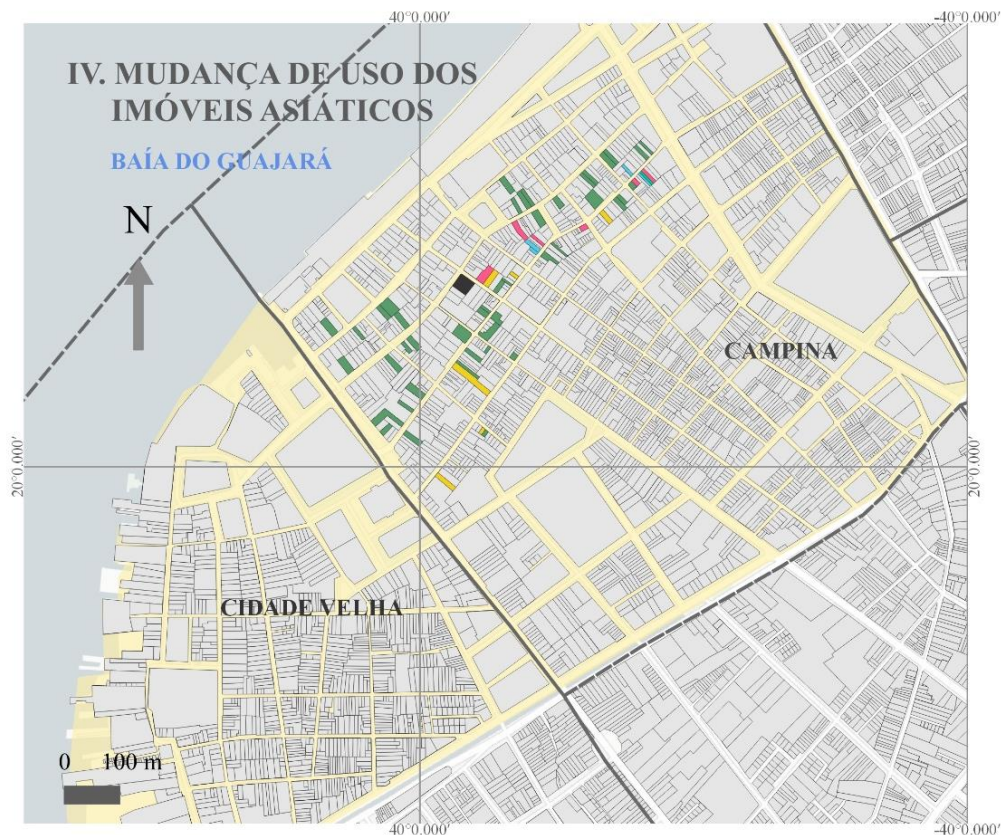 40°0.000′
-40°0.000′
IV. MUDANÇA DE USO DOS
IMÓVEIS ASIÁTICOS
BAÍA DO GUAJARÁ
N
CAMPINA
20°0.000′
20°0.000′
CIDADE VELHA
0 100 m
40°0.000′
-40°0.000′